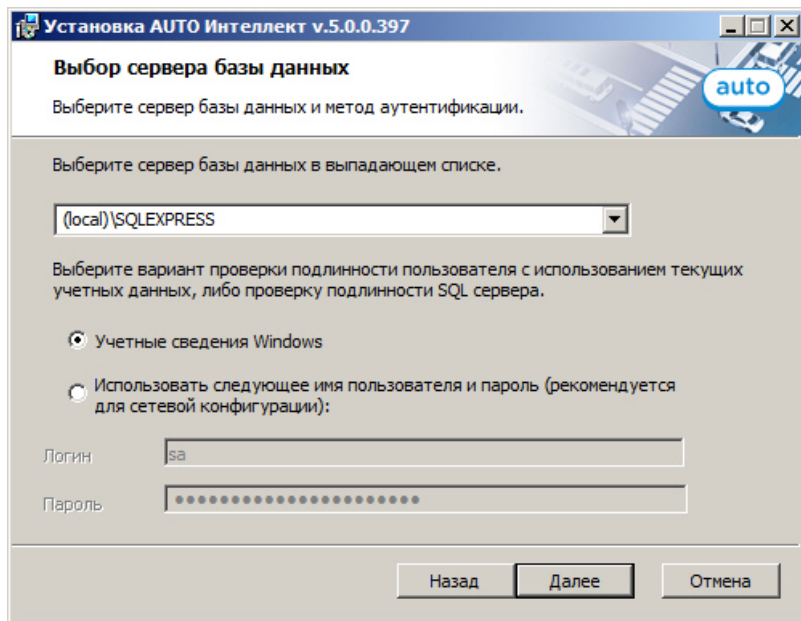 Установка AUTO Интеллект v.5.0.0.397
Выбор сервера базы данных
Выберите сервер базы данных и метод аутентификации.
auto
Выберите сервер базы данных в выпадающем списке.
(local)\SQLEXPRESS
Выберите вариант проверки подлинности пользователя с использованием текущих
учетных данных, либо проверку подлинности SQL сервера.
Учетные сведения Windows
Использовать следующее имя пользователя и пароль (рекомендуется
для сетевой конфигурации):
Логин sa
Пароль ••••••••••••••••••••••
Назад Далее Отмена